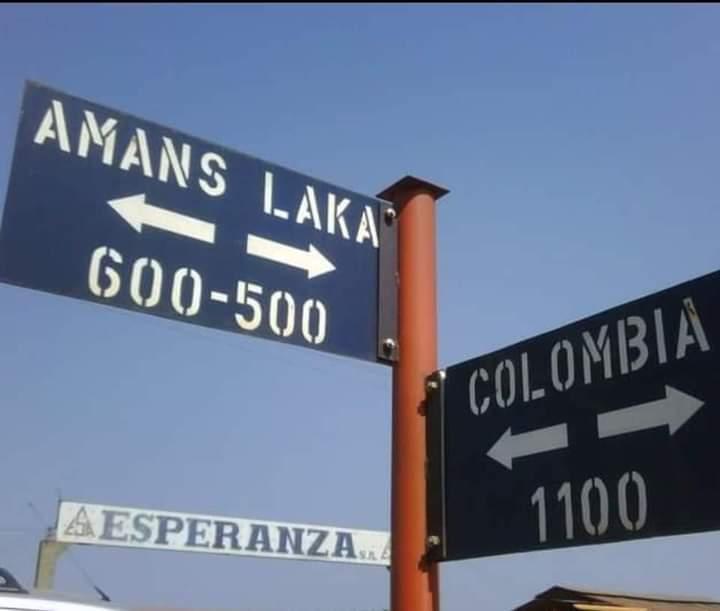 AMANS LAKA
600-500
COLOMBIA
1100
ESPERANZA S.A.